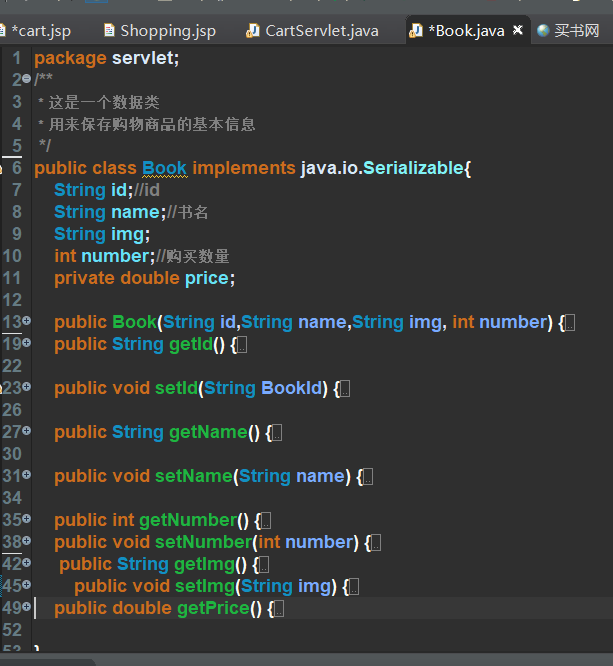 *cart.jsp Shopping.jsp CartServlet.java *Book.java 买书网
1 package servlet;
2 /**
3 * 这是一个数据类
4 * 用来保存购物商品的基本信息
5 */
6 public class Book implements java.io.Serializable{
7 String id;//id
8 String name;//书名
9 String img;
10 int number;//购买数量
11 private double price;
12
13 public Book(String id,String name,String img, int number) {
19 public String getId() {
22
23 public void setId(String BookId) {
26
27 public String getName() {
30
31 public void setName(String name) {
34
35 public int getNumber() {
38 public void setNumber(int number) {
42 public String getImg() {
45 public void setImg(String img) {
49 public double getPrice() {
52
53 }